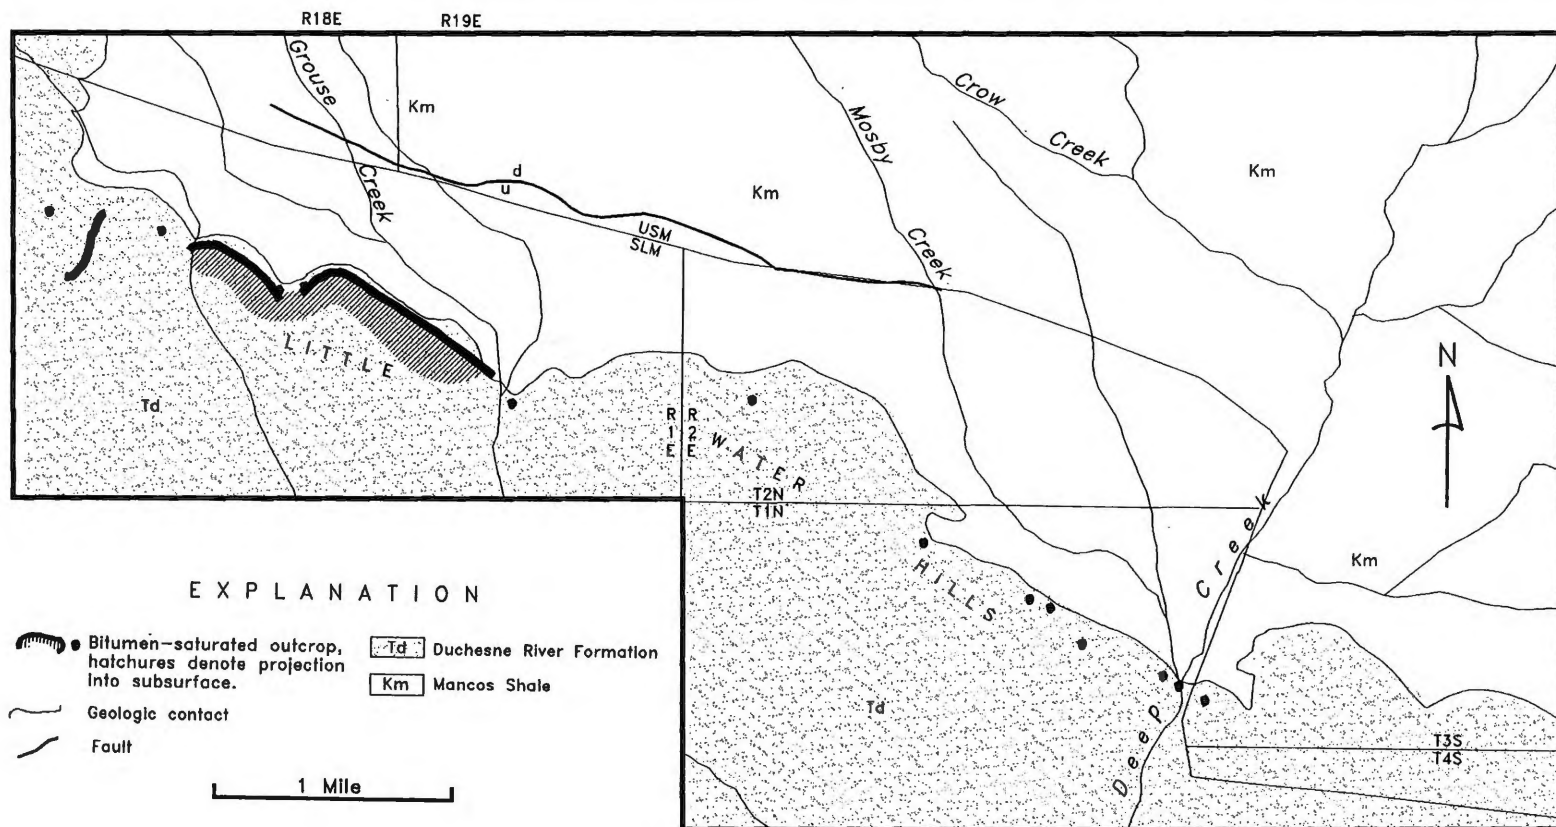 R18E
R19E
Grouse
Creek
Km
d
u
USM
SLM
Km
Mosby
Creek
Crow
Creek
Km
N
LITTLE
Td
R R
1 2
E E
WATER
T2N
T1N
HILLS
Deep Creek
Km
Td
T3S
T4S
EXPLANATION
Bitumen-saturated outcrop,
hatchures denote projection
into subsurface.
Geologic contact
Fault
Td Duchesne River Formation
Km Mancos Shale
1 Mile